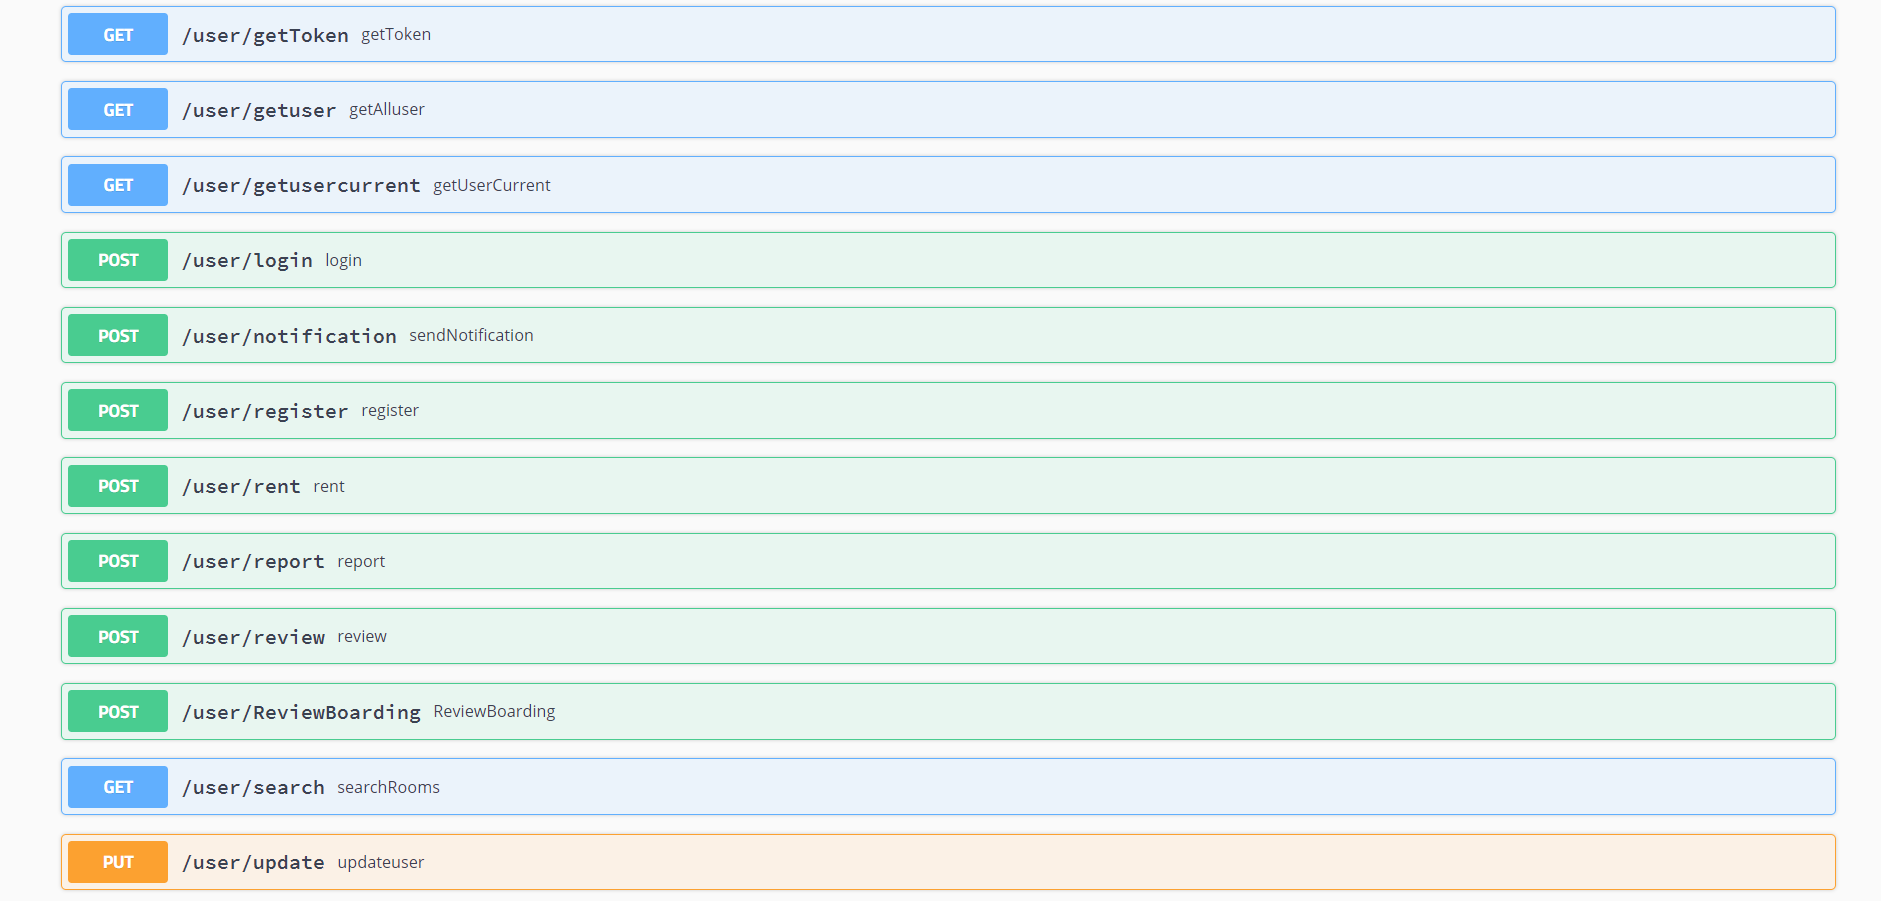 GET /user/getToken getToken
GET /user/getuser getAlluser
GET /user/getusercurrent getUserCurrent
POST /user/login login
POST /user/notification sendNotification
POST /user/register register
POST /user/rent rent
POST /user/report report
POST /user/review review
POST /user/ReviewBoarding ReviewBoarding
GET /user/search searchRooms
PUT /user/update updateuser